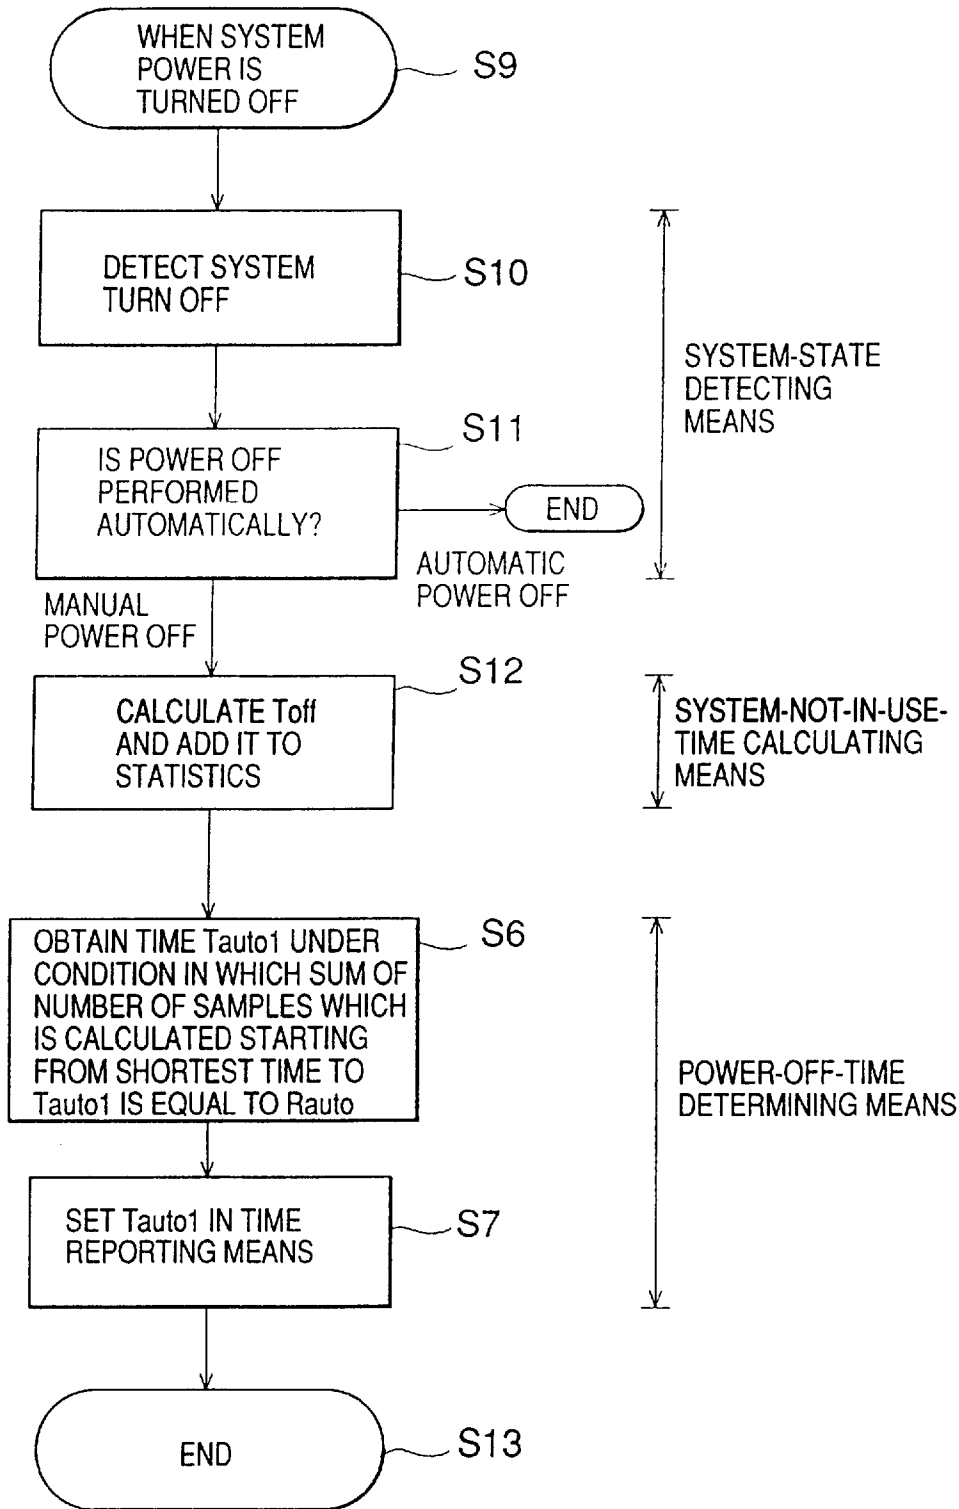 WHEN SYSTEM
POWER IS
TURNED OFF
S9
DETECT SYSTEM
TURN OFF
S10
SYSTEM-STATE
DETECTING
MEANS
IS POWER OFF
PERFORMED
AUTOMATICALLY?
S11
END
AUTOMATIC
POWER OFF
MANUAL
POWER OFF
CALCULATE Toff
AND ADD IT TO
STATISTICS
S12
SYSTEM-NOT-IN-USE-
TIME CALCULATING
MEANS
OBTAIN TIME Tauto1 UNDER
CONDITION IN WHICH SUM OF
NUMBER OF SAMPLES WHICH
IS CALCULATED STARTING
FROM SHORTEST TIME TO
Tauto1 IS EQUAL TO Rauto
S6
POWER-OFF-TIME
DETERMINING MEANS
SET Tauto1 IN TIME
REPORTING MEANS
S7
END
S13